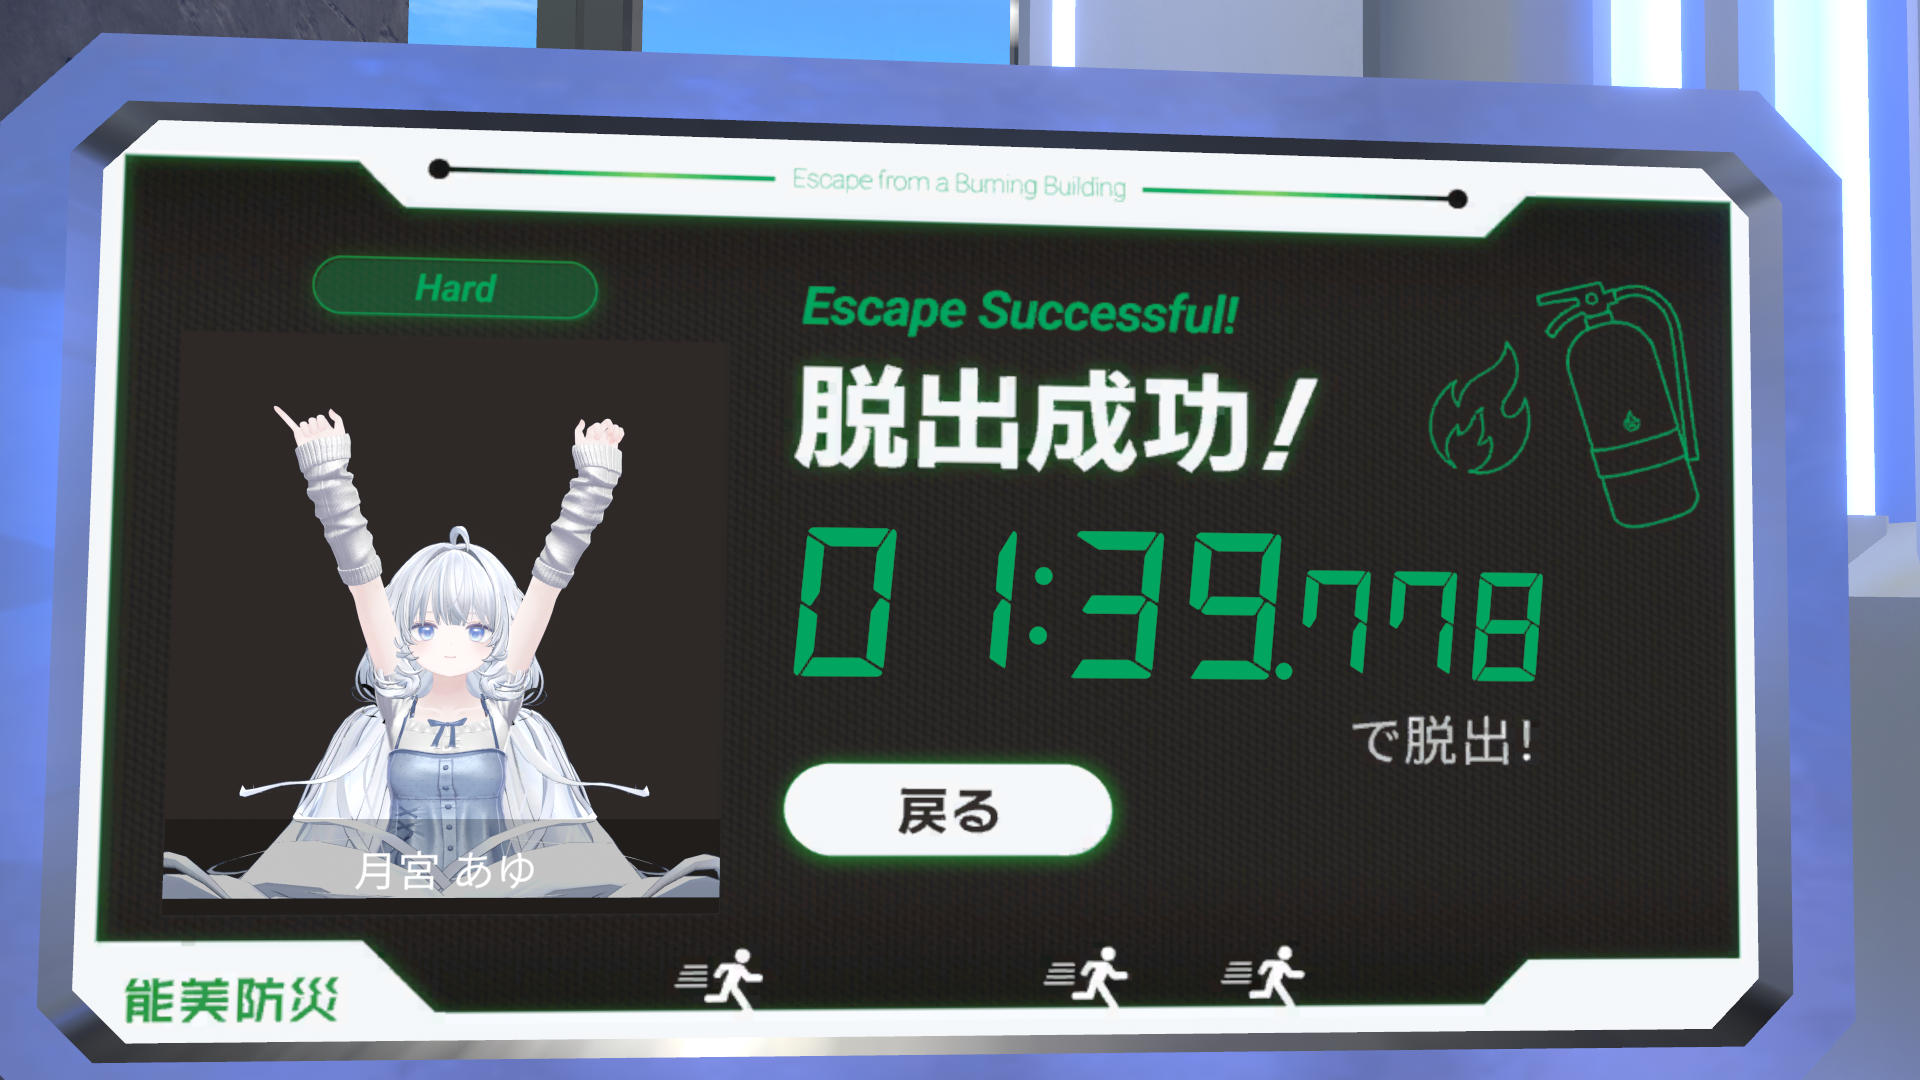 Escape from a Burning Building
Hard
Escape Successful!
脱出成功！
01:39.778
で脱出！
戻る
月宮 あゆ
能美防災